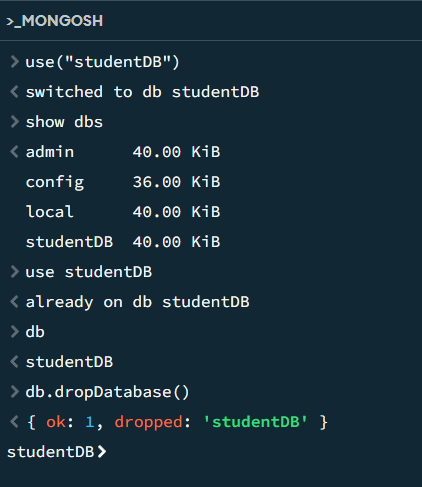 >_MONGOSH
> use("studentDB")
< switched to db studentDB
> show dbs
< admin      40.00 KiB
config     36.00 KiB
local      40.00 KiB
studentDB  40.00 KiB
> use studentDB
< already on db studentDB
> db
< studentDB
> db.dropDatabase()
< { ok: 1, dropped: 'studentDB' }
studentDB>